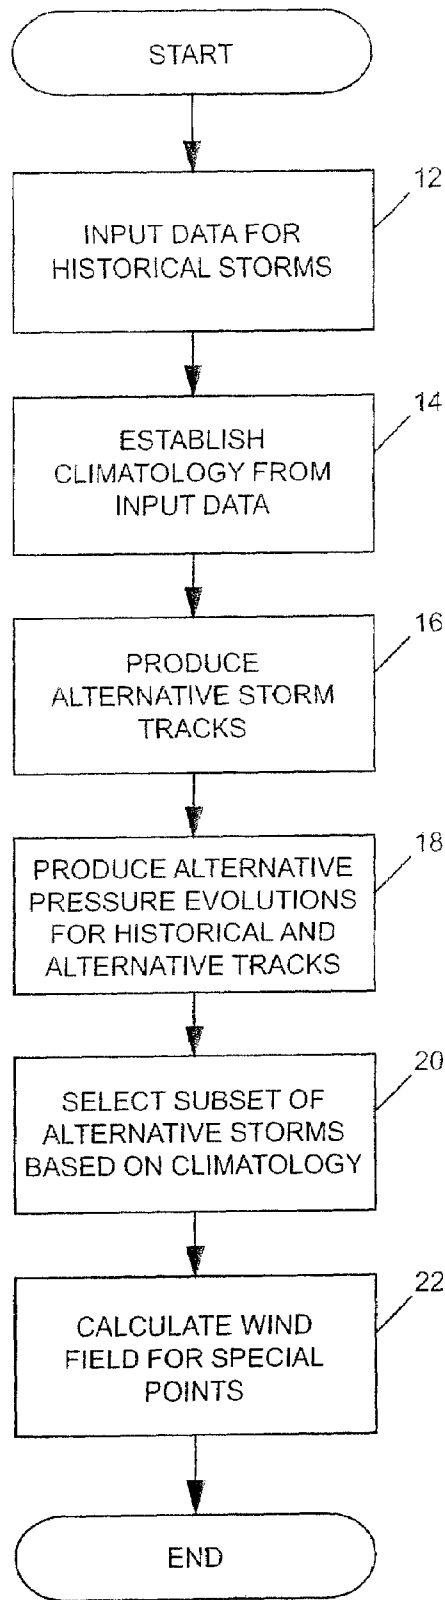 START
12
INPUT DATA FOR
HISTORICAL STORMS
14
ESTABLISH
CLIMATOLOGY FROM
INPUT DATA
16
PRODUCE
ALTERNATIVE STORM
TRACKS
18
PRODUCE ALTERNATIVE
PRESSURE EVOLUTIONS
FOR HISTORICAL AND
ALTERNATIVE TRACKS
20
SELECT SUBSET OF
ALTERNATIVE STORMS
BASED ON CLIMATOLOGY
22
CALCULATE WIND
FIELD FOR SPECIAL
POINTS
END